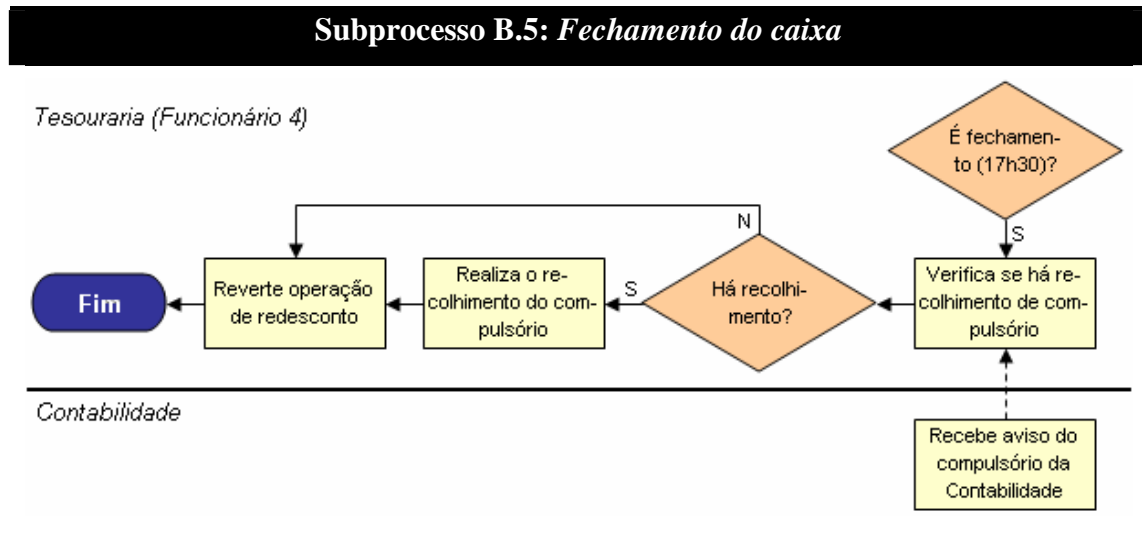 Subprocesso B.5: Fechamento do caixa
Tesouraria (Funcionário 4)
É fechamen-
to (17h30)?
S
N
Fim
Reverte operação
de redesconto
Realiza o re-
colhimento do com-
pulsório
S
Há recolhi-
mento?
Verifica se há re-
colhimento de com-
pulsório
Contabilidade
Recebe aviso do
compulsório da
Contabilidade